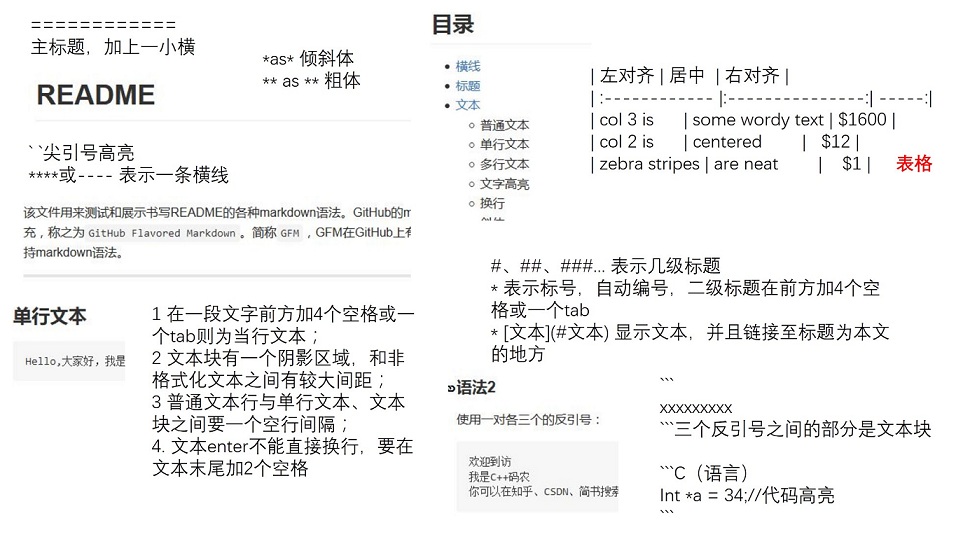 ============
主标题，加上一小横
*as* 倾斜体
** as ** 粗体
README
` `尖引号高亮
****或---- 表示一条横线
该文件用来测试和展示书写README的各种markdown语法。GitHub的m
充，称之为 GitHub Flavored Markdown 。简称 GFM ，GFM在GitHub上有
持markdown语法。
单行文本
Hello,大家好，我是
1 在一段文字前方加4个空格或一
个tab则为当行文本；
2 文本块有一个阴影区域，和非
格式化文本之间有较大间距；
3 普通文本行与单行文本、文本
块之间要一个空行间隔；
4. 文本enter不能直接换行，要在
文本末尾加2个空格
目录
• 横线
• 标题
• 文本
○ 普通文本
○ 单行文本
○ 多行文本
○ 文字高亮
○ 换行
| 左对齐 | 居中 | 右对齐 |
| :------------ |:---------------:| -----:|
| col 3 is | some wordy text | $1600 |
| col 2 is | centered | $12 |
| zebra stripes | are neat | $1 |
表格
#、##、###... 表示几级标题
* 表示标号，自动编号，二级标题在前方加4个空
格或一个tab
* [文本](#文本) 显示文本，并且链接至标题为本文
的地方
语法2
使用一对各三个的反引号：
欢迎到访
我是C++码农
你可以在知乎、CSDN、简书搜索
```
xxxxxxxxx
```三个反引号之间的部分是文本块
```C（语言）
Int *a = 34;//代码高亮
```